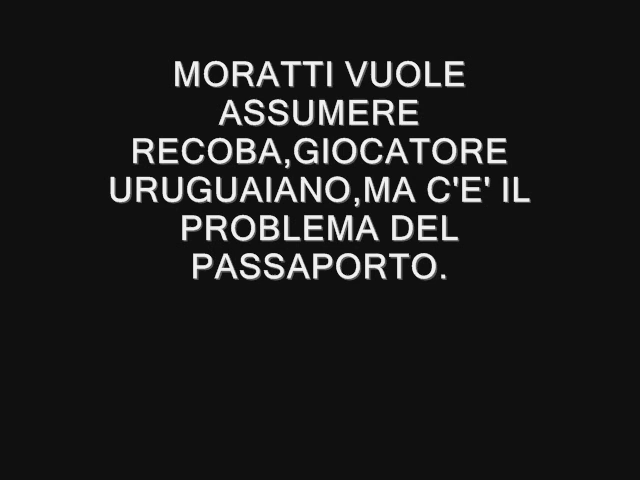 MORATTI VUOLE
ASSUMERE
RECOBA,GIOCATORE
URUGUAIANO,MA C'E' IL
PROBLEMA DEL
PASSAPORTO.